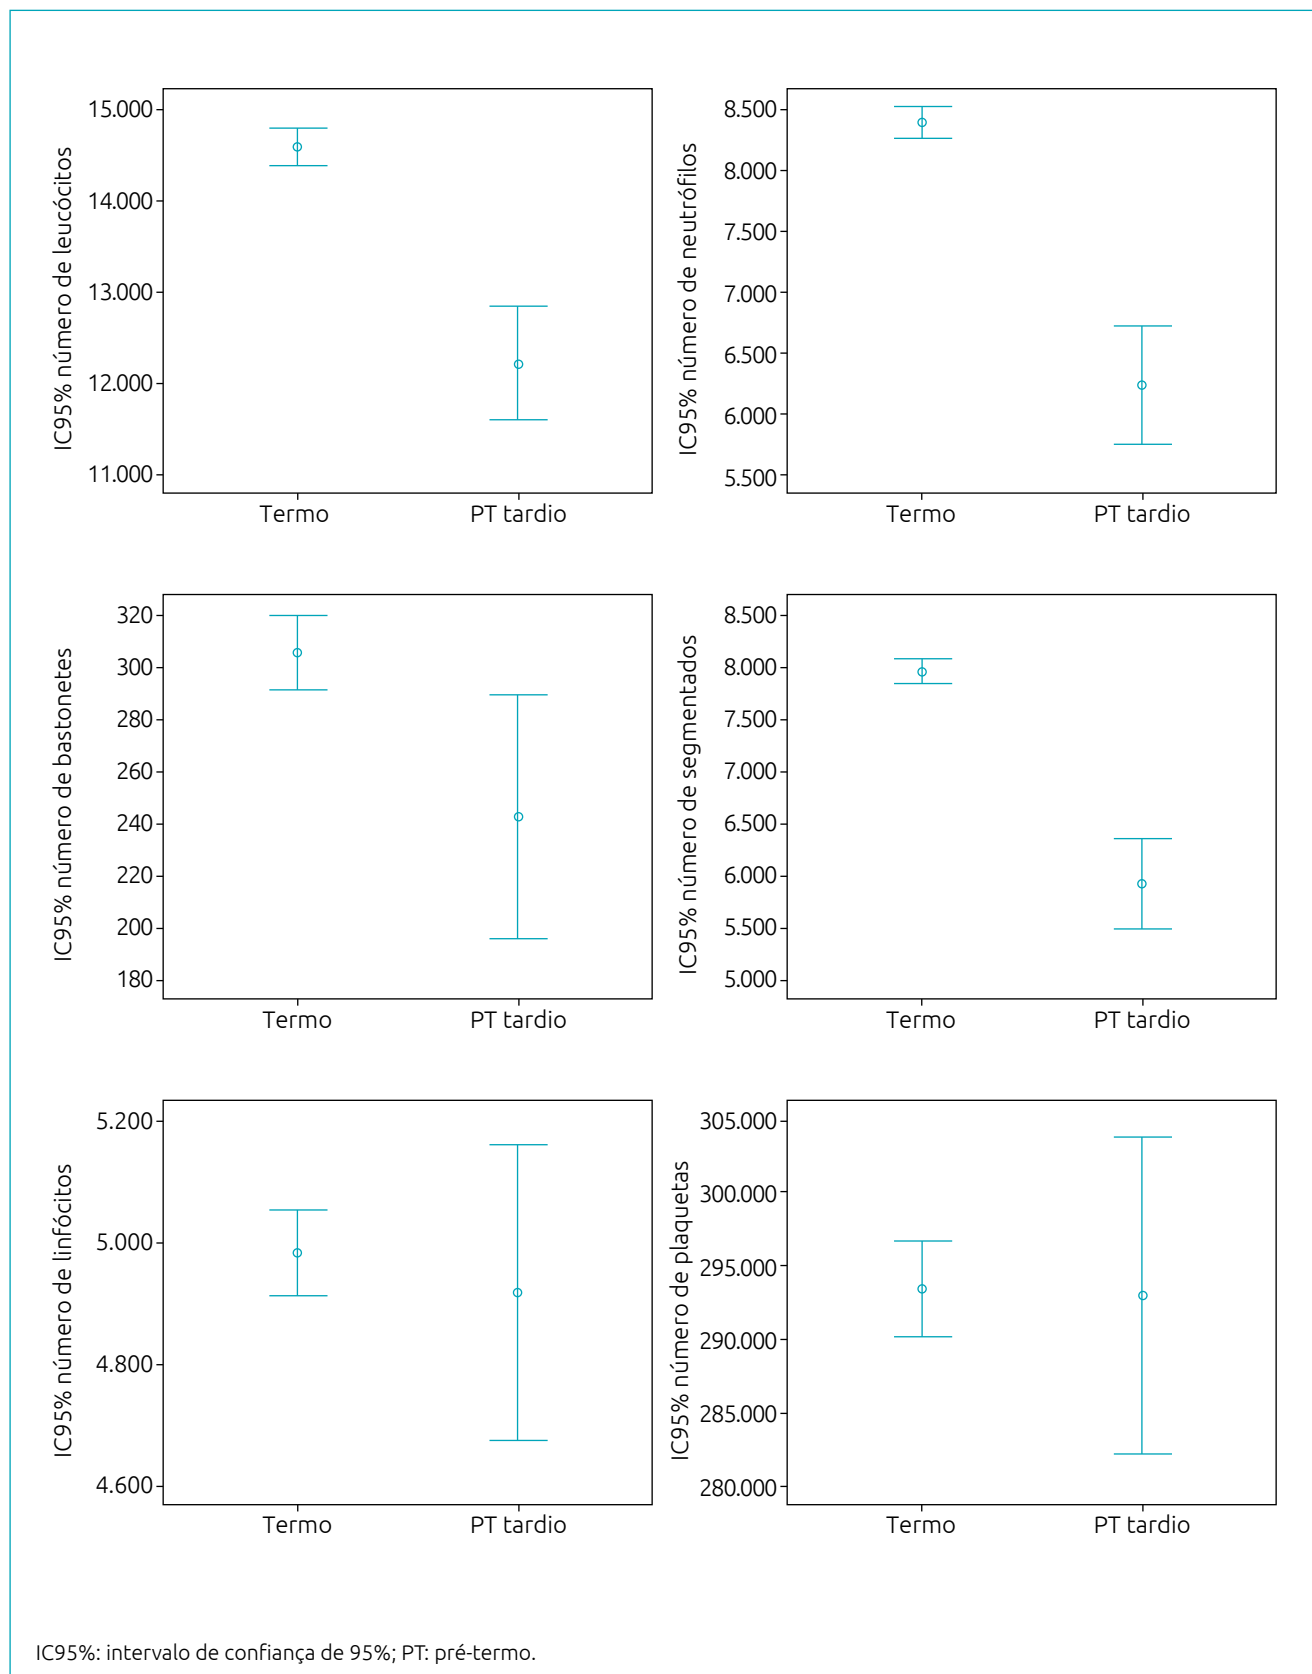 IC95% número de leucócitos
15.000
14.000
13.000
12.000
11.000
Termo
PT tardio
IC95% número de neutrófilos
8.500
8.000
7.500
7.000
6.500
6.000
5.500
Termo
PT tardio
IC95% número de bastonetes
320
300
280
260
240
220
200
180
Termo
PT tardio
IC95% número de segmentados
8.500
8.000
7.500
7.000
6.500
6.000
5.500
5.000
Termo
PT tardio
IC95% número de linfócitos
5.200
5.000
4.800
4.600
Termo
PT tardio
IC95% número de plaquetas
305.000
300.000
295.000
290.000
285.000
280.000
Termo
PT tardio
IC95%: intervalo de confiança de 95%; PT: pré-termo.